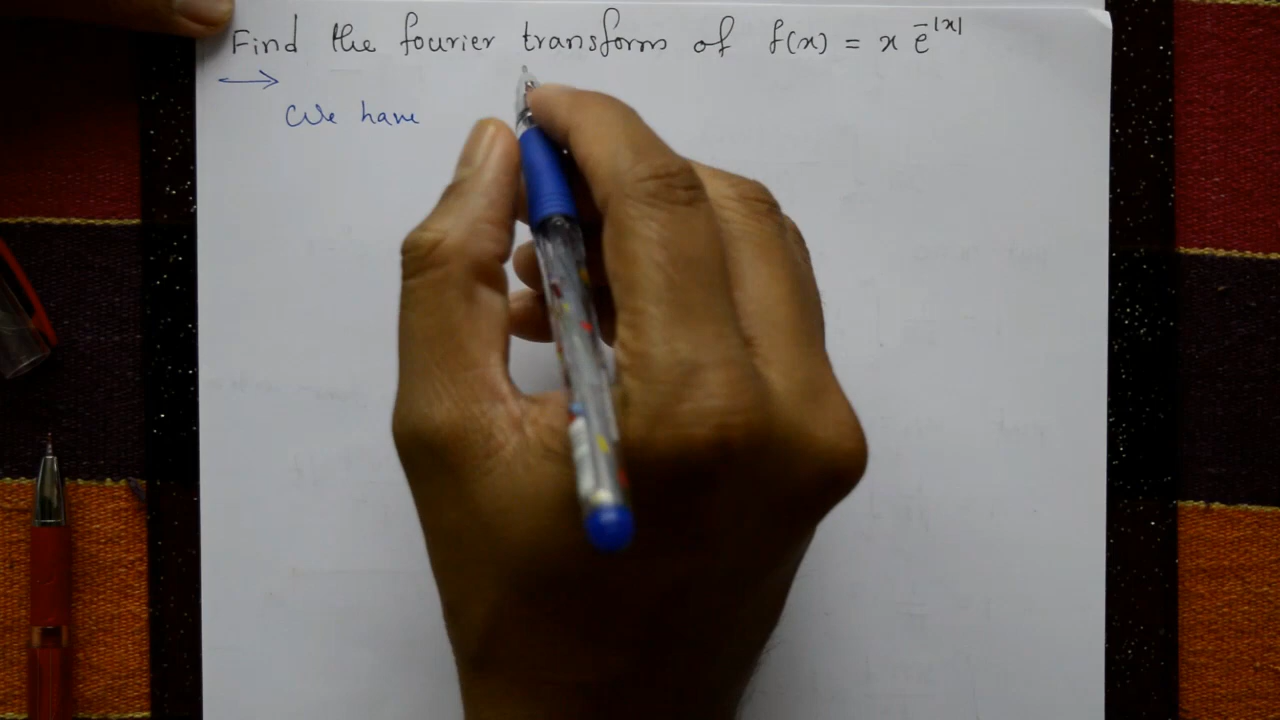 Find the fourier transform of f(x) = x e^{-|x|}
We have